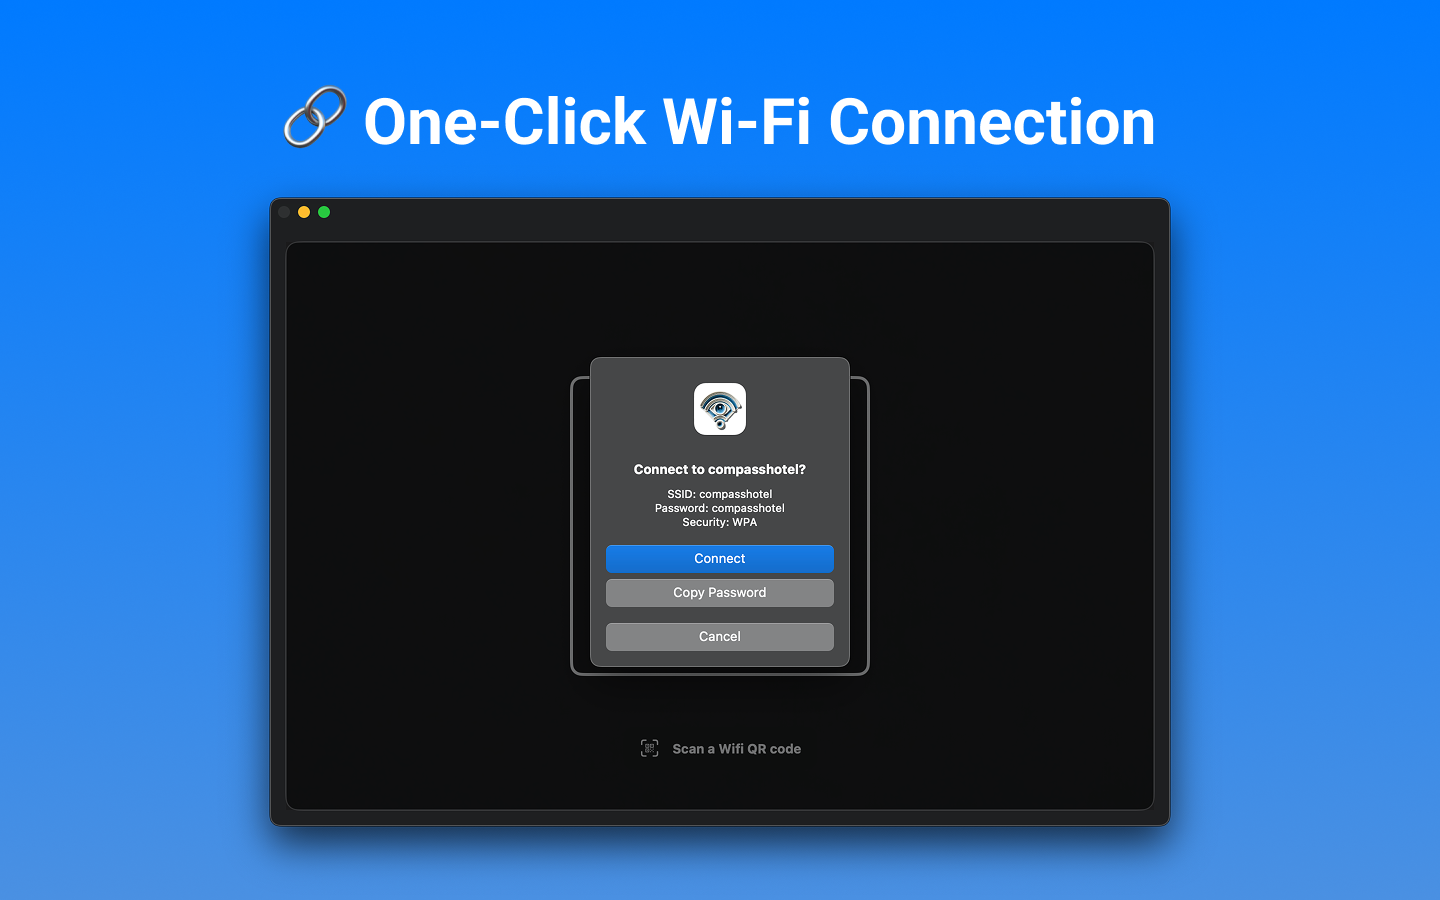 One-Click Wi-Fi Connection
Connect to compasshotel?
SSID: compasshotel
Password: compasshotel
Security: WPA
Connect
Copy Password
Cancel
Scan a Wifi QR code